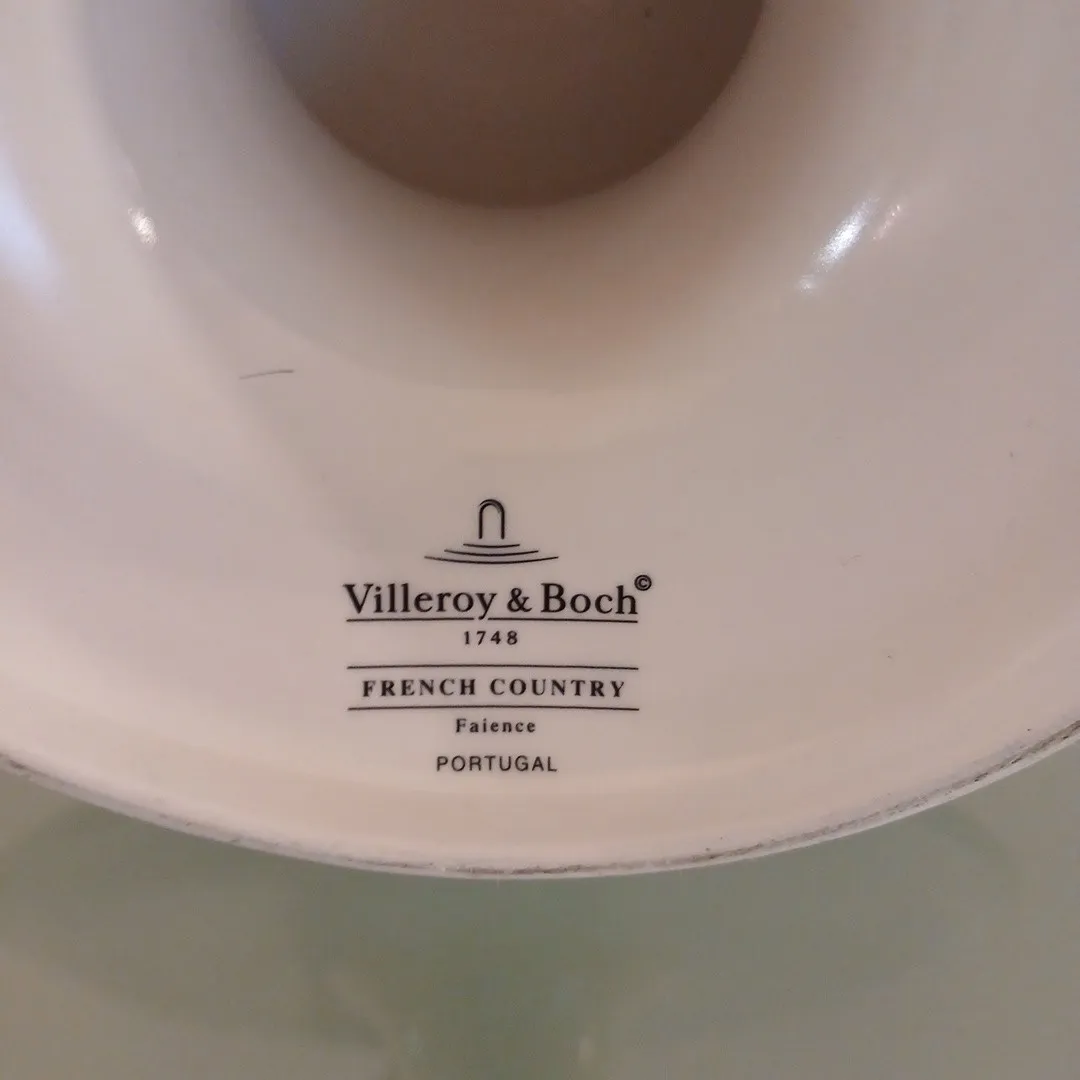 Villeroy & Boch©
1748
FRENCH COUNTRY
Faience
PORTUGAL